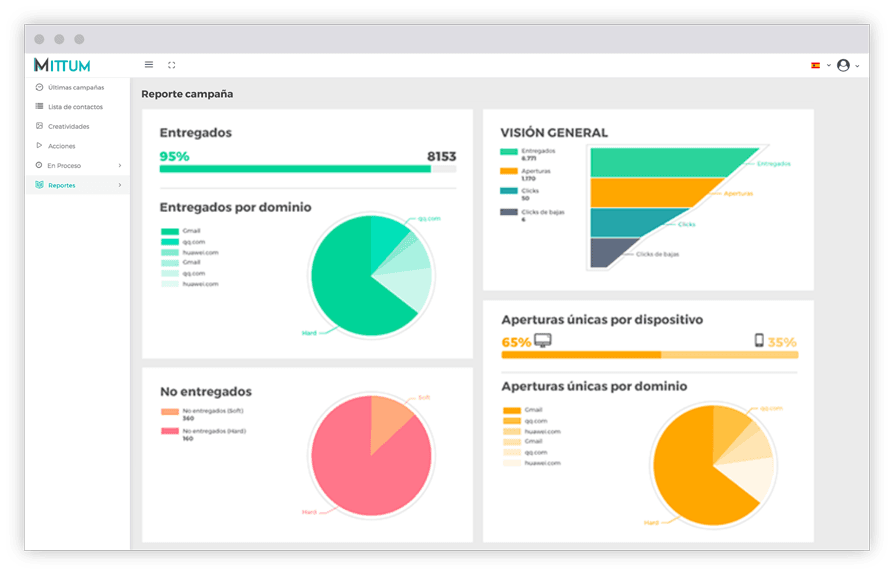 MITTUM
Últimas campañas
Lista de contactos
Creatividades
Acciones
En Proceso
Reportes
Reporte campaña
Entregados
95%
8153
Entregados por dominio
Gmail
qq.com
huawei.com
Gmail
qq.com
huawei.com
qq.com
Hard
No entregados
No entregados (Soft)
360
No entregados (Hard)
160
Soft
Hard
VISIÓN GENERAL
Entregados
8.771
Aperturas
1.170
Clicks
50
Clicks de bajas
6
Entregados
Aperturas
Clicks
Clicks de bajas
Aperturas únicas por dispositivo
65%
35%
Aperturas únicas por dominio
Gmail
qq.com
huawei.com
Gmail
qq.com
huawei.com
qq.com
Hard